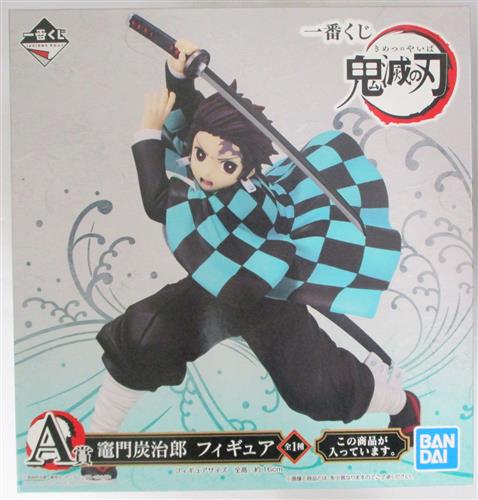 一番くじ
一番くじ
きめつのやいば
鬼滅の刃
A賞
竈門炭治郎 フィギュア 全1種
フィギュアサイズ 全高 約16cm
この商品が
入っています。
BAN
DAI